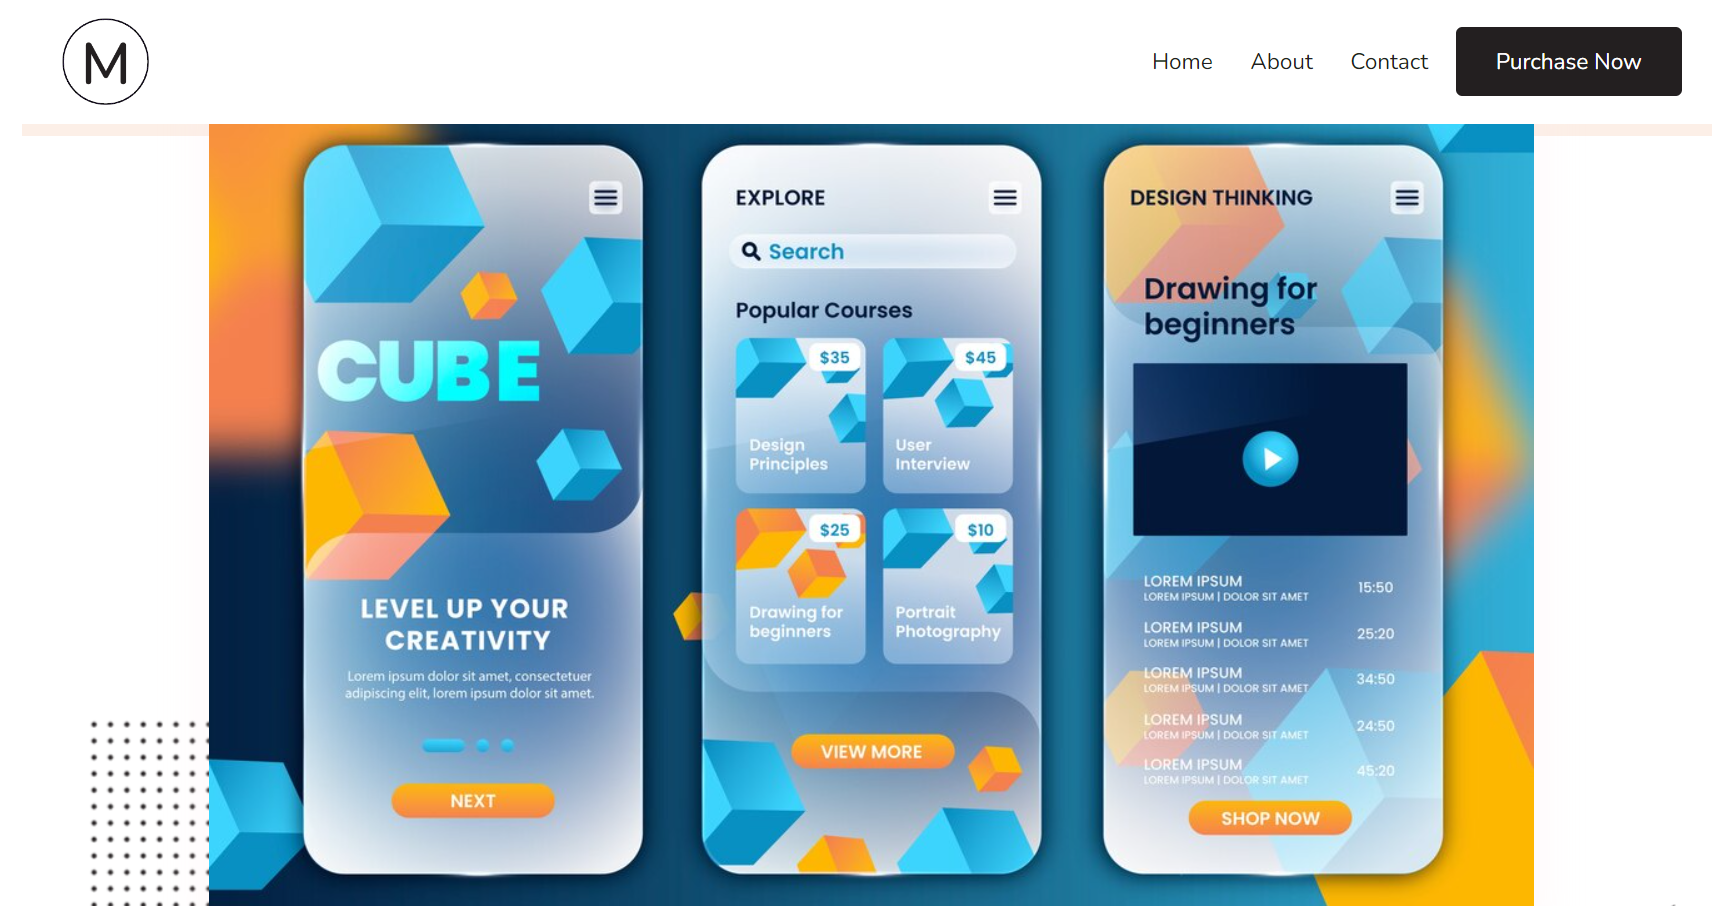 M
Home About Contact Purchase Now
CUBE
LEVEL UP YOUR
CREATIVITY
Lorem ipsum dolor sit amet, consectetuer
adipiscing elit, lorem ipsum dolor sit amet.
NEXT
EXPLORE
Search
Popular Courses
$35
Design
Principles
$45
User
Interview
$25
Drawing for
beginners
$10
Portrait
Photography
VIEW MORE
DESIGN THINKING
Drawing for
beginners
LOREM IPSUM 15:50
LOREM IPSUM | DOLOR SIT AMET
LOREM IPSUM 25:20
LOREM IPSUM | DOLOR SIT AMET
LOREM IPSUM 34:50
LOREM IPSUM | DOLOR SIT AMET
LOREM IPSUM 24:50
LOREM IPSUM | DOLOR SIT AMET
LOREM IPSUM 45:20
LOREM IPSUM | DOLOR SIT AMET
SHOP NOW